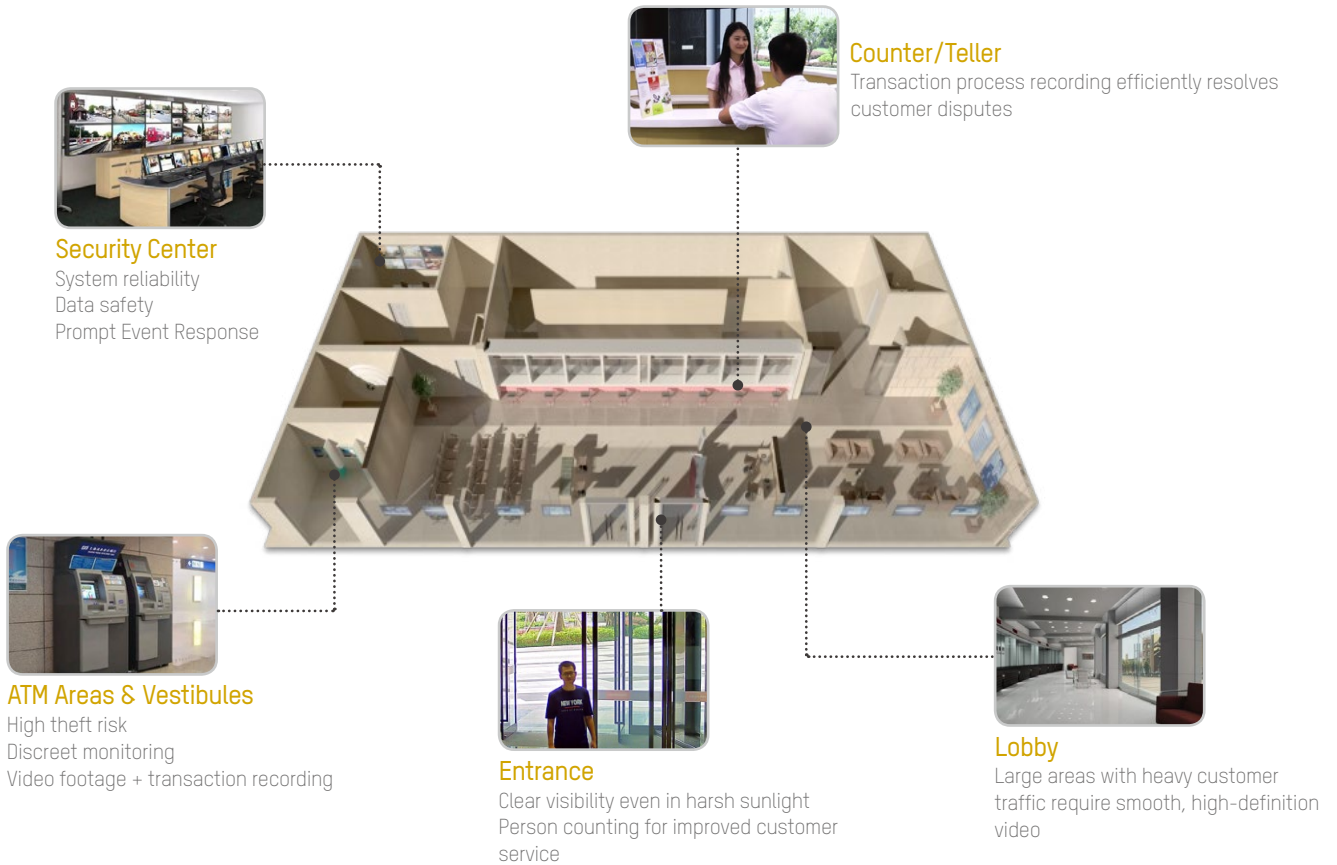 Counter/Teller
Transaction process recording efficiently resolves
customer disputes
Security Center
System reliability
Data safety
Prompt Event Response
ATM Areas & Vestibules
High theft risk
Discreet monitoring
Video footage + transaction recording
NEW YORK
Entrance
Clear visibility even in harsh sunlight
Person counting for improved customer
service
Lobby
Large areas with heavy customer
traffic require smooth, high-definition
video